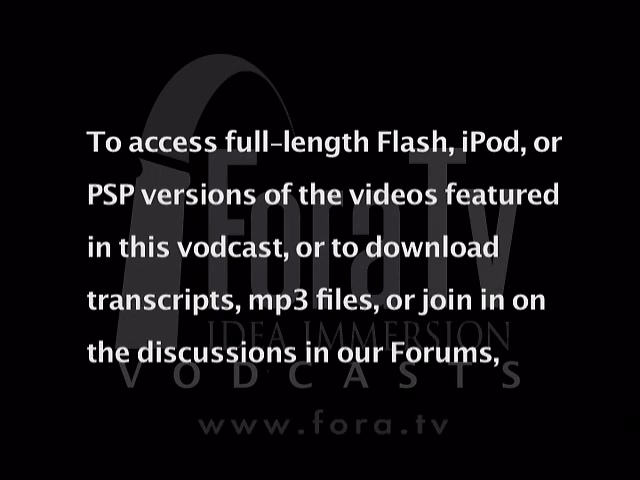 To access full-length Flash, iPod, or
PSP versions of the videos featured
in this vodcast, or to download
transcripts, mp3 files, or join in on
the discussions in our Forums,
ForaTv
IDEA IMMERSION
VODCASTS
www.fora.tv